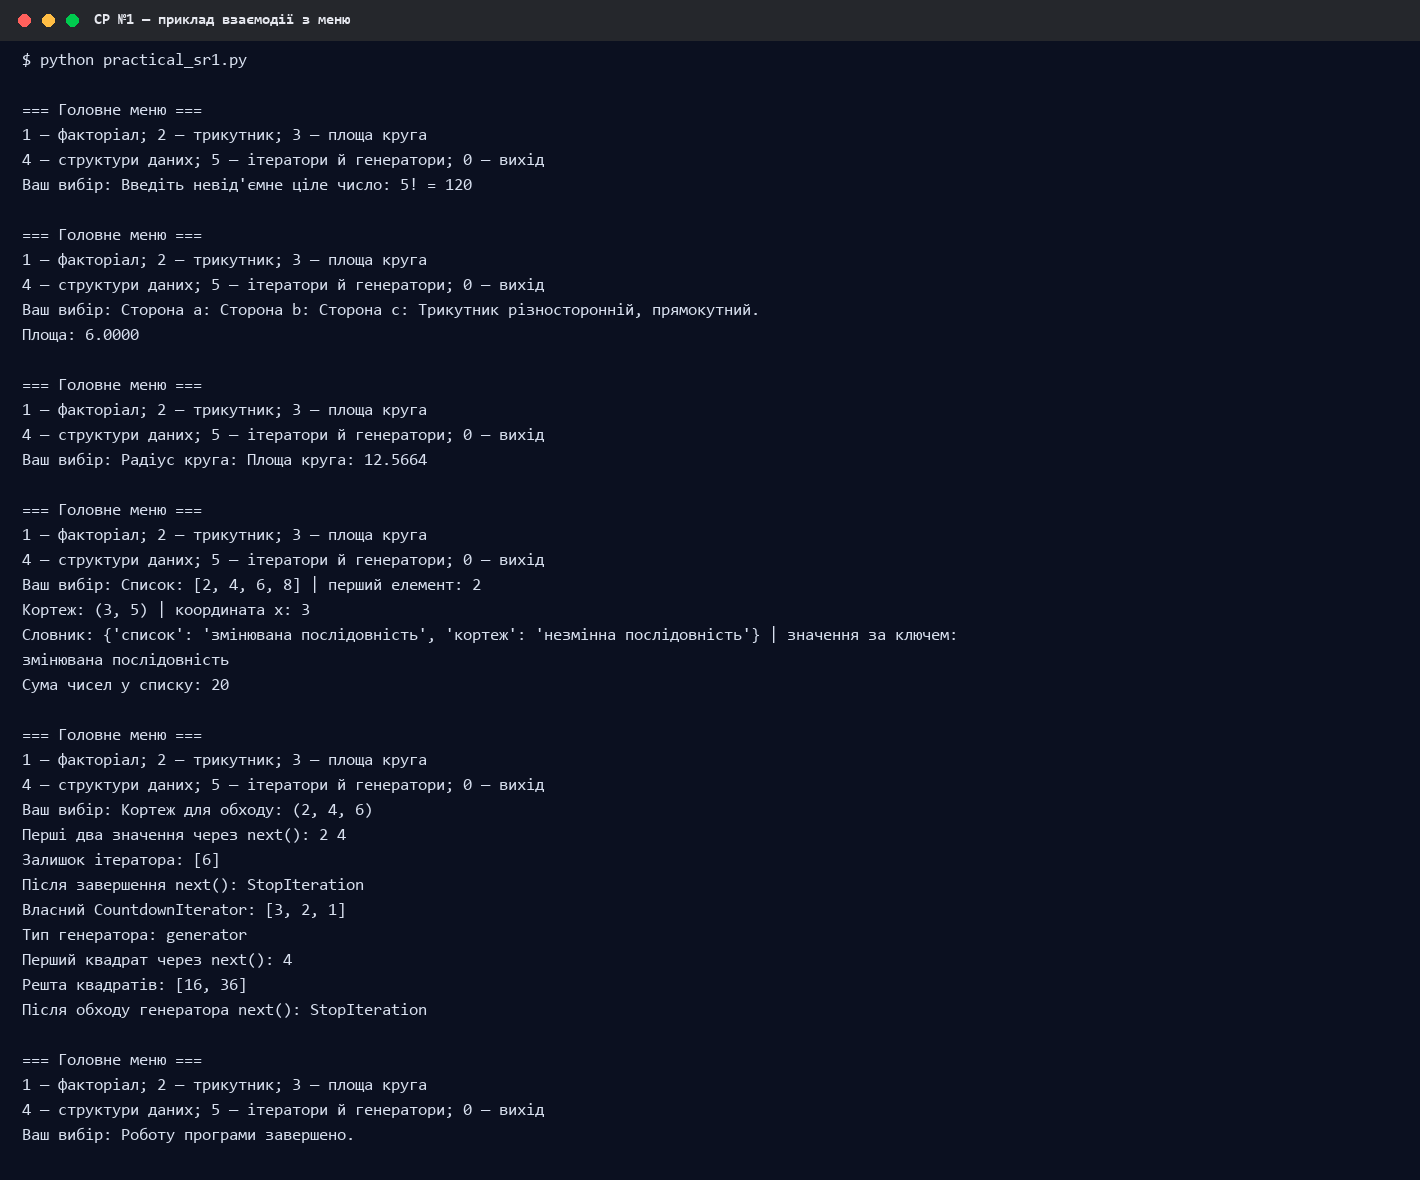 СР №1 — приклад взаємодії з меню
$ python practical_sr1.py
=== Головне меню ===
1 — факторіал; 2 — трикутник; 3 — площа круга
4 — структури даних; 5 — ітератори й генератори; 0 — вихід
Ваш вибір: Введіть невід'ємне ціле число: 5! = 120
=== Головне меню ===
1 — факторіал; 2 — трикутник; 3 — площа круга
4 — структури даних; 5 — ітератори й генератори; 0 — вихід
Ваш вибір: Сторона a: Сторона b: Сторона c: Трикутник різносторонній, прямокутний.
Площа: 6.0000
=== Головне меню ===
1 — факторіал; 2 — трикутник; 3 — площа круга
4 — структури даних; 5 — ітератори й генератори; 0 — вихід
Ваш вибір: Радіус круга: Площа круга: 12.5664
=== Головне меню ===
1 — факторіал; 2 — трикутник; 3 — площа круга
4 — структури даних; 5 — ітератори й генератори; 0 — вихід
Ваш вибір: Список: [2, 4, 6, 8] | перший елемент: 2
Кортеж: (3, 5) | координата x: 3
Словник: {'список': 'змінювана послідовність', 'кортеж': 'незмінна послідовність'} | значення за ключем:
змінювана послідовність
Сума чисел у списку: 20
=== Головне меню ===
1 — факторіал; 2 — трикутник; 3 — площа круга
4 — структури даних; 5 — ітератори й генератори; 0 — вихід
Ваш вибір: Кортеж для обходу: (2, 4, 6)
Перші два значення через next(): 2 4
Залишок ітератора: [6]
Після завершення next(): StopIteration
Власний CountdownIterator: [3, 2, 1]
Тип генератора: generator
Перший квадрат через next(): 4
Решта квадратів: [16, 36]
Після обходу генератора next(): StopIteration
=== Головне меню ===
1 — факторіал; 2 — трикутник; 3 — площа круга
4 — структури даних; 5 — ітератори й генератори; 0 — вихід
Ваш вибір: Роботу програми завершено.